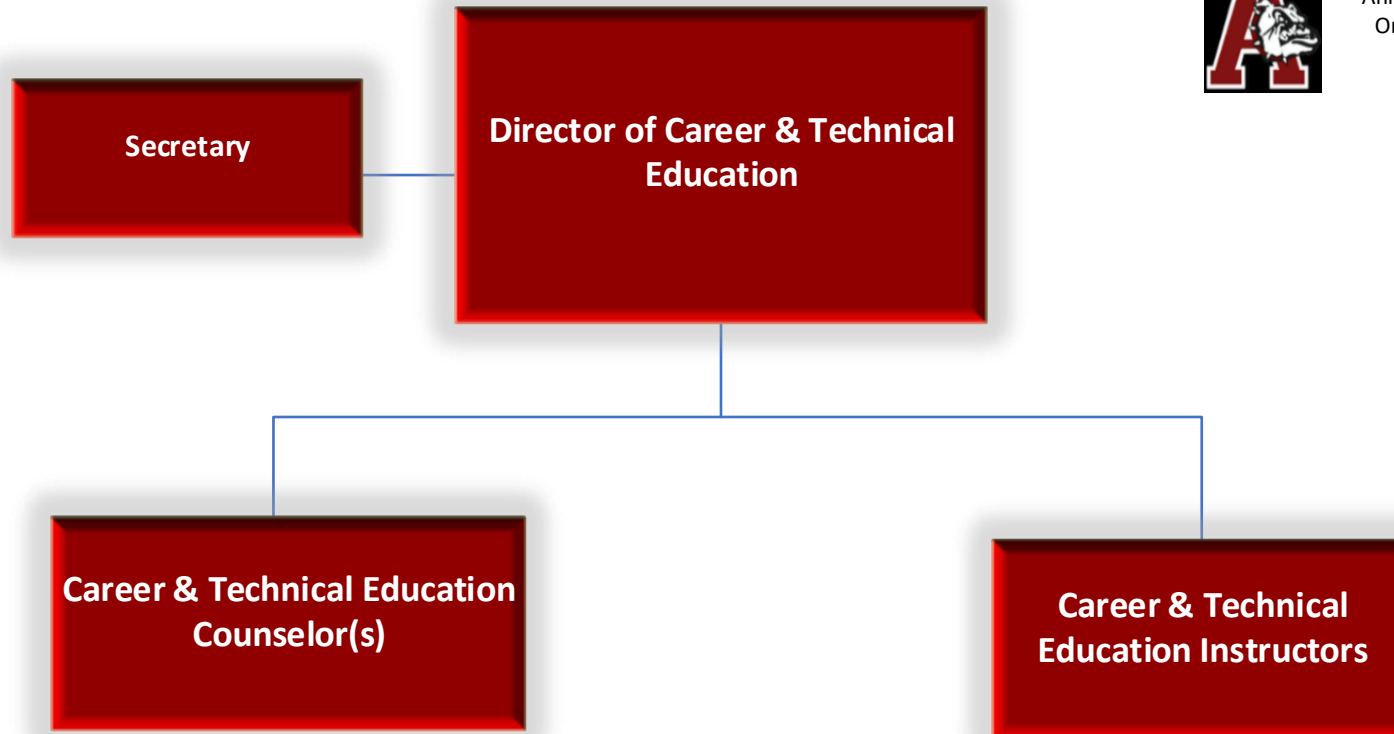 Secretary
Director of Career & Technical
Education
Career & Technical Education
Counselor(s)
Career & Technical
Education Instructors
A